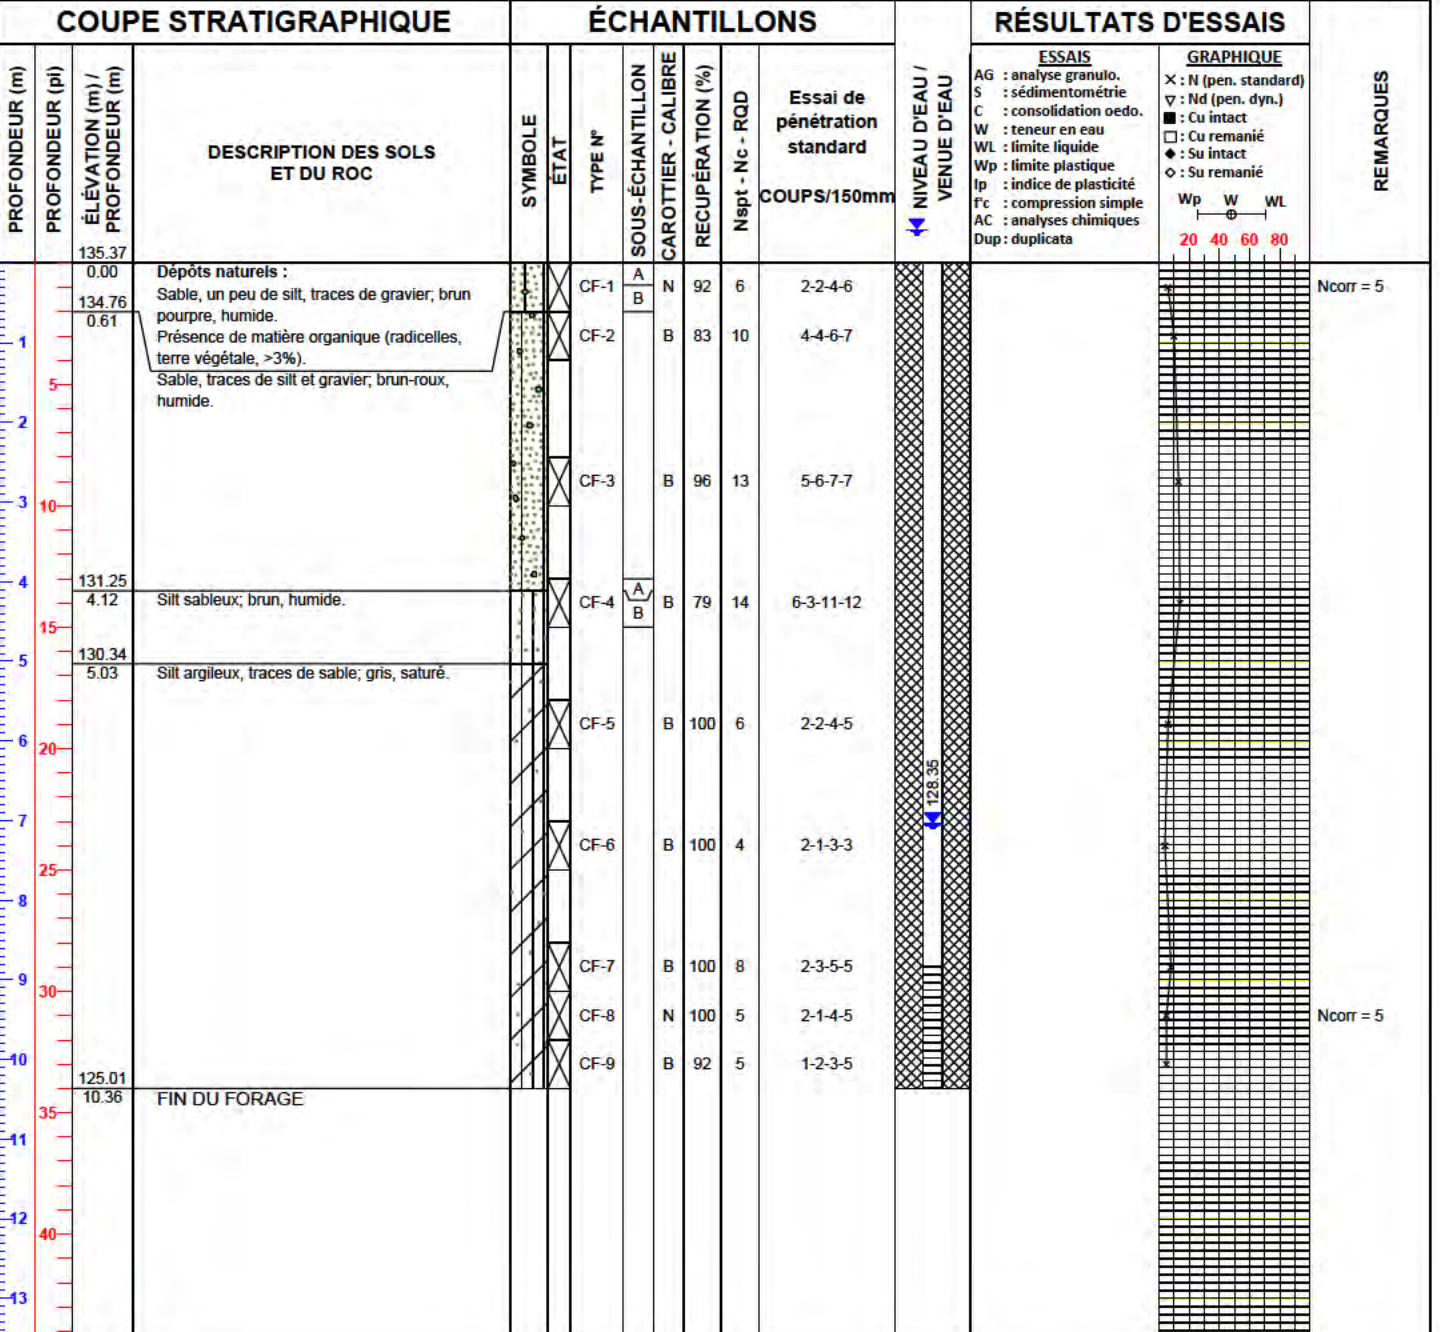 COUPE STRATIGRAPHIQUE
ÉCHANTILLONS
RÉSULTATS D'ESSAIS
PROFONDEUR (m)
PROFONDEUR (pi)
ÉLÉVATION (m) /
PROFONDEUR (m)
DESCRIPTION DES SOLS
ET DU ROC
SYMBOLE
ÉTAT
TYPE N°
SOUS-ÉCHANTILLON
CAROTTIER - CALIBRE
RECUPÉRATION (%)
Nspt - Nc - RQD
Essai de
pénétration
standard
COUPS/150mm
NIVEAU D'EAU /
VENUE D'EAU
ESSAIS
AG : analyse granulo.
S : sédimentométrie
C : consolidation oedo.
W : teneur en eau
WL : limite liquide
Wp : limite plastique
Ip : indice de plasticité
f'c : compression simple
AC : analyses chimiques
Dup : duplicata
GRAPHIQUE
: N (pen. standard)
: Nd (pen. dyn.)
: Cu intact
: Cu remanié
: Su intact
: Su remanié
Wp W WL
20 40 60 80
REMARQUES
135.37
0.00 Dépôts naturels :
Sable, un peu de silt, traces de gravier; brun
pourpre, humide.
Présence de matière organique (radicelles,
terre végétale, >3%).
134.76
0.61
Sable, traces de silt et gravier; brun-roux,
humide.
A
CF-1 N 92 6 2-2-4-6 Ncorr = 5
B
CF-2 B 83 10 4-4-6-7
CF-3 B 96 13 5-6-7-7
131.25
4.12 Silt sableux; brun, humide.
A
CF-4 B 79 14 6-3-11-12
B
130.34
5.03 Silt argileux, traces de sable; gris, saturé.
CF-5 B 100 6 2-2-4-5
128.35
CF-6 B 100 4 2-1-3-3
CF-7 B 100 8 2-3-5-5
CF-8 N 100 5 2-1-4-5 Ncorr = 5
CF-9 B 92 5 1-2-3-5
125.01
10.36 FIN DU FORAGE
1
2
3
4
5
6
7
8
9
10
11
12
13
5
10
15
20
25
30
35
40